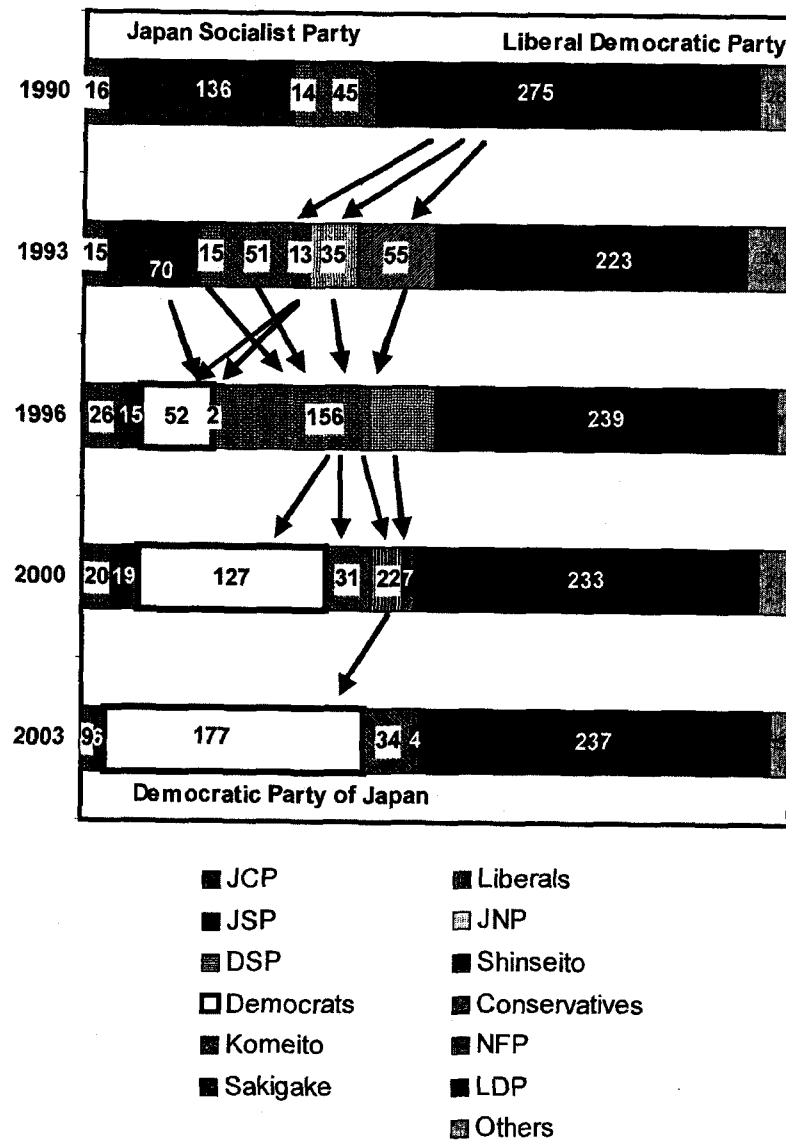 Japan Socialist Party Liberal Democratic Party
1990 16 136 14 45 275
1993 15 70 15 51 13 35 55 223
1996 26 15 52 2 156 239
2000 20 19 127 31 22 7 233
2003 9 6 177 34 4 237
Democratic Party of Japan
JCP
JSP
DSP
Democrats
Komeito
Sakigake
Liberals
JNP
Shinseito
Conservatives
NFP
LDP
Others